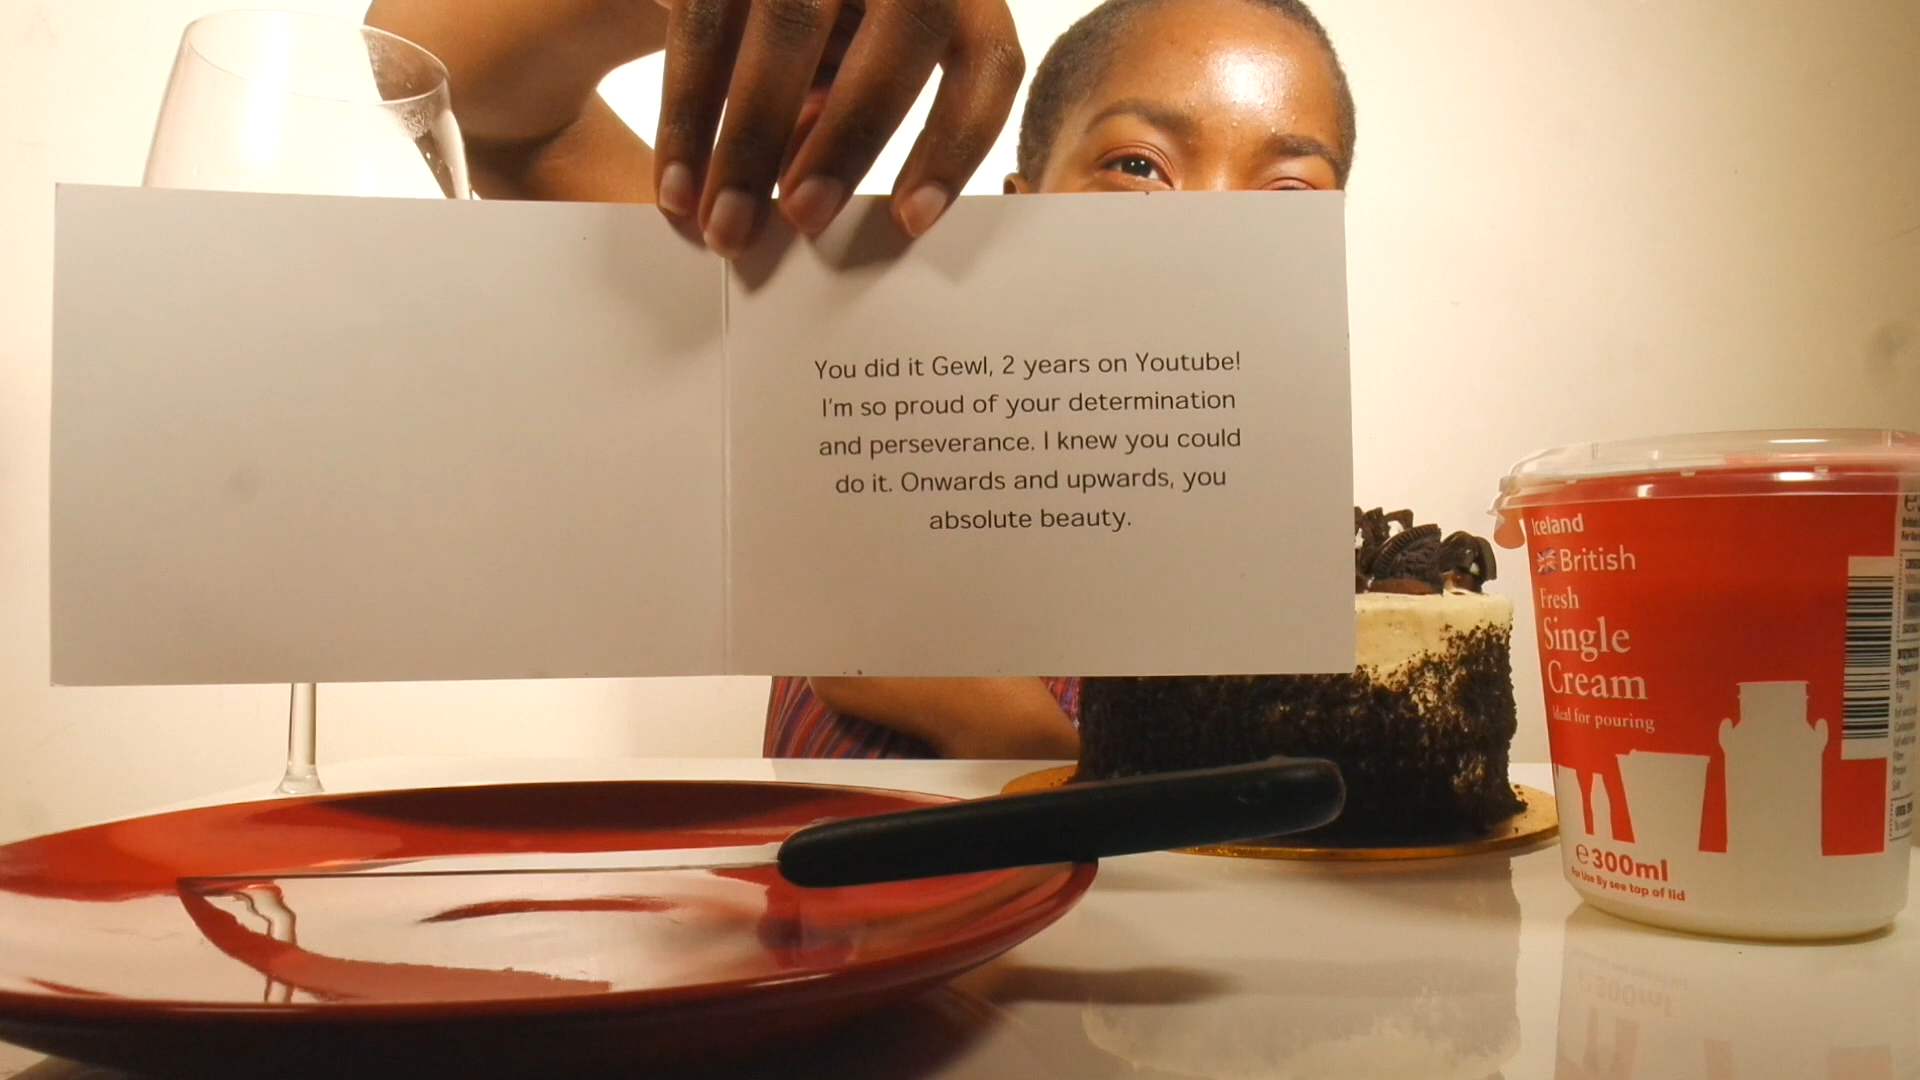 You did it Gewl, 2 years on Youtube!
I'm so proud of your determination
and perseverance. I knew you could
do it. Onwards and upwards, you
absolute beauty.
Iceland
British
Fresh
Single
Cream
Ideal for pouring
e300ml
For Use By see top of lid